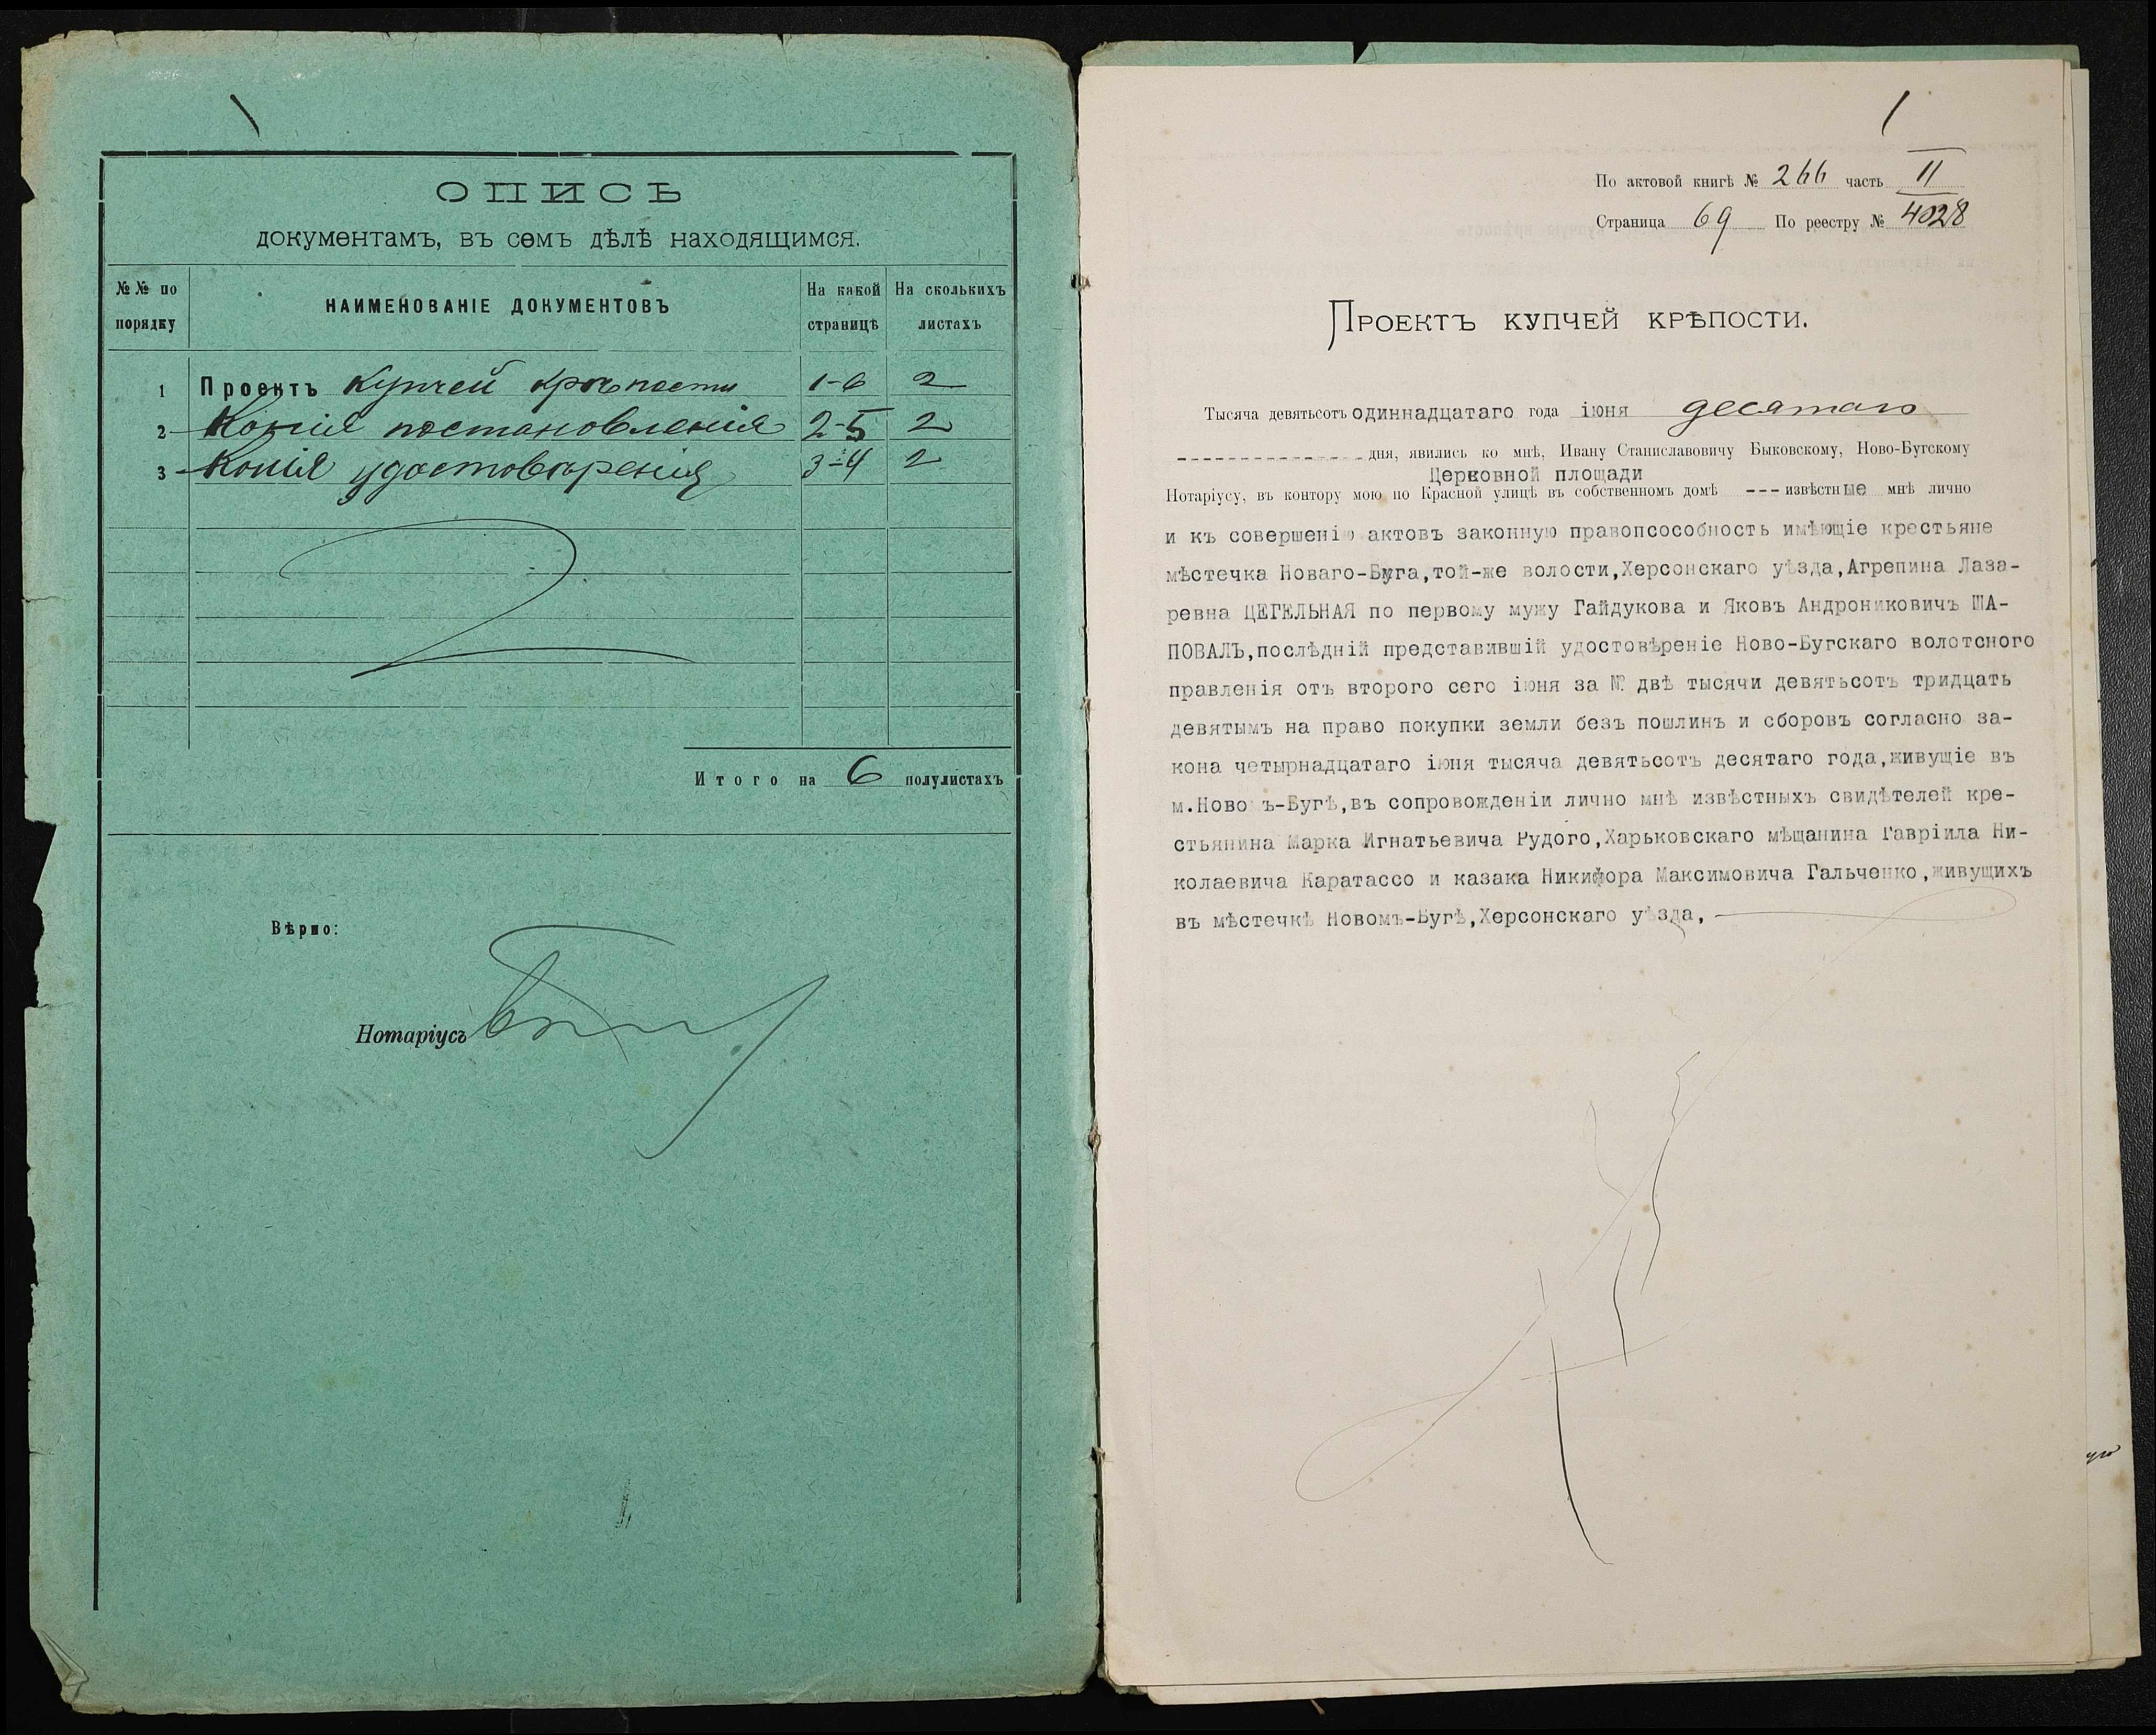 ОПИСЬ
документамъ, въ семъ дѣлѣ находящимся.
№№ по порядку
НАИМЕНОВАНІЕ ДОКУМЕНТОВЪ
На какой страницѣ
На сколькихъ листахъ
1 Проектъ купчей крѣпости 1-6 2
2 Копія постановленія 2-5 2
3 Копія удостоверенія 3-4 2
Итого на 6 полулистахъ
Вѣрно:
Нотаріусъ
1
По актовой книгѣ № 266 часть II
Страница 69 По реестру № 4028
Проектъ купчей крѣпости.
Тысяча девятьсотъ одиннадцатаго года іюня десятаго
дня, явились ко мнѣ, Ивану Станиславовичу Быковскому, Ново-Бугскому
Церковной площади
Нотаріусу, въ контору мою по Красной улицѣ въ собственномъ домѣ --- извѣстные мнѣ лично
и къ совершенію актовъ законную правопсособность имѣющіе крестьяне
мѣстечка Новаго-Буга,той-же волости,Херсонскаго уѣзда,Агрепина Лаза-
ревна ЦЕГЕЛЬНАЯ по первому мужу Гайдукова и Яковъ Андрониковичъ ША-
ПОВАЛЪ,послѣдній представившій удостовѣреніе Ново-Бугскаго волотсного
правленія отъ второго сего іюня за № двѣ тысячи девятьсотъ тридцать
девятымъ на право покупки земли безъ пошлинъ и сборовъ согласно за-
кона четырнадцатаго іюня тысяча девятьсотъ десятаго года,живущіе въ
м.Ново ъ-Бугѣ,въ сопровожденіи лично мнѣ извѣстныхъ свидѣтелей кре-
стьянина Марка Игнатьевича Рудого,Харьковскаго мѣщанина Гавріила Ни-
колаевича Каратассо и казака Никифора Максимовича Гальченко,живущихъ
въ мѣстечкѣ Новомъ-Бугѣ,Херсонскаго уѣзда,